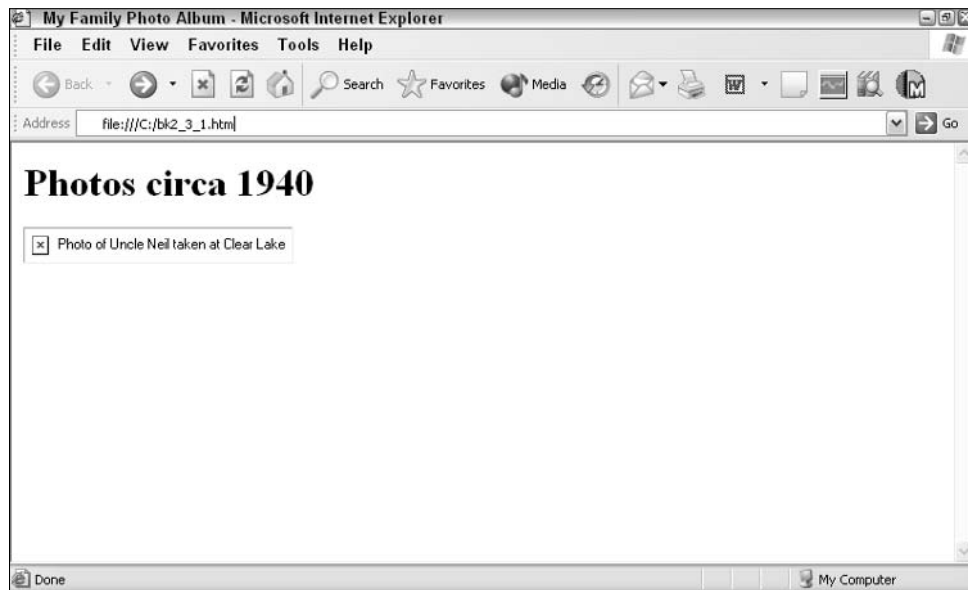 My Family Photo Album - Microsoft Internet Explorer
File Edit View Favorites Tools Help
Back Search Favorites Media
Address file:///C:/bk2_3_1.htm Go
Photos circa 1940
Photo of Uncle Neil taken at Clear Lake
Done My Computer